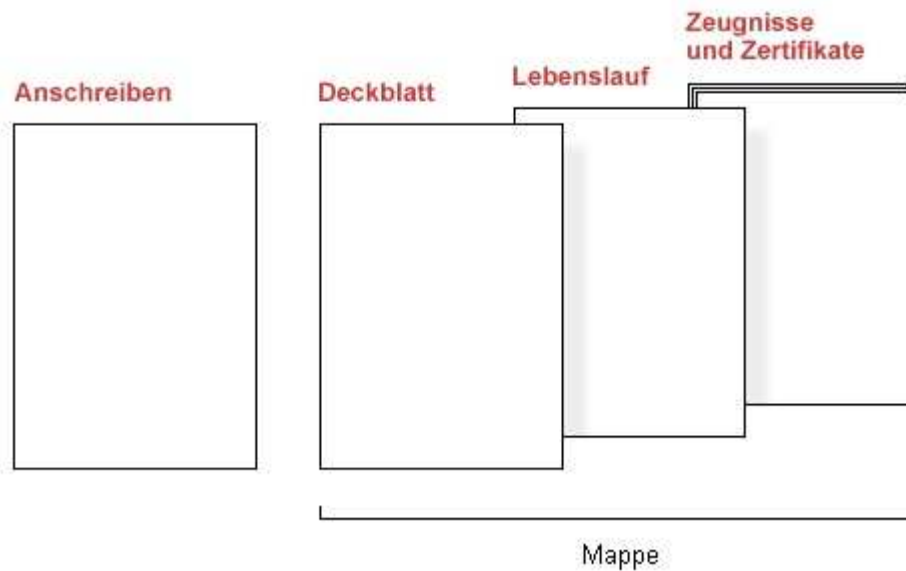 Anschreiben
Deckblatt
Lebenslauf
Zeugnisse
und Zertifikate
Mappe